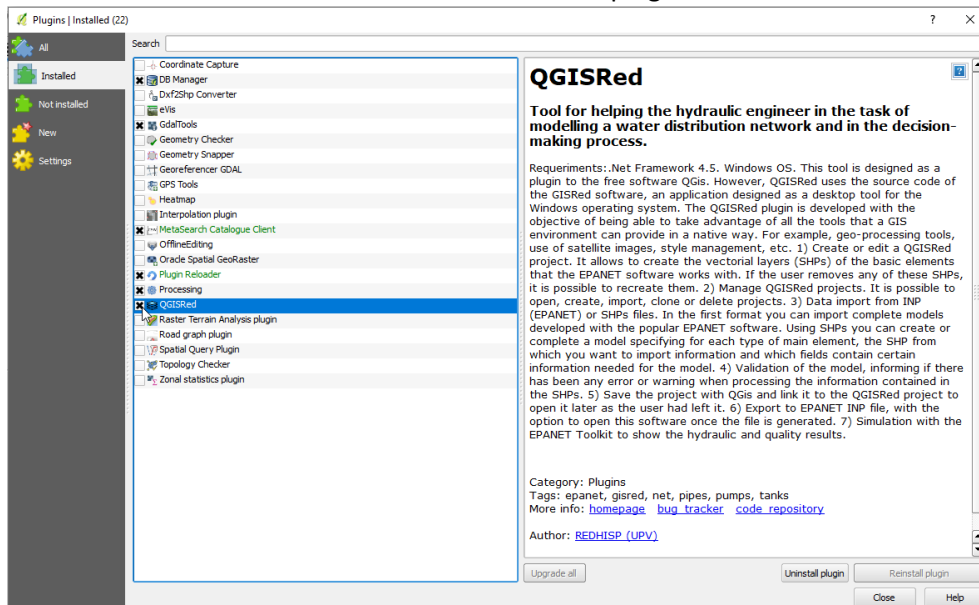 plug
Plugins | Installed (22)
?
All
Installed
Not installed
New
Settings
Search
Coordinate Capture
DB Manager
Dxf2Shp Converter
eVis
GdalTools
Geometry Checker
Geometry Snapper
Georeferencer GDAL
GPS Tools
Heatmap
Interpolation plugin
MetaSearch Catalogue Client
OfflineEditing
Oracle Spatial GeoRaster
Plugin Reloader
Processing
QGISRed
Raster Terrain Analysis plugin
Road graph plugin
Spatial Query Plugin
Topology Checker
Zonal statistics plugin
QGISRed
?
Tool for helping the hydraulic engineer in the task of
modelling a water distribution network and in the decision-
making process.
Requeriments:.Net Framework 4.5. Windows OS. This tool is designed as a
plugin to the free software QGis. However, QGISRed uses the source code of
the GISRed software, an application designed as a desktop tool for the
Windows operating system. The QGISRed plugin is developed with the
objective of being able to take advantage of all the tools that a GIS
environment can provide in a native way. For example, geo-processing tools,
use of satellite images, style management, etc. 1) Create or edit a QGISRed
project. It allows to create the vectorial layers (SHPs) of the basic elements
that the EPANET software works with. If the user removes any of these SHPs,
it is possible to recreate them. 2) Manage QGISRed projects. It is possible to
open, create, import, clone or delete projects. 3) Data import from INP
(EPANET) or SHPs files. In the first format you can import complete models
developed with the popular EPANET software. Using SHPs you can create or
complete a model specifying for each type of main element, the SHP from
which you want to import information and which fields contain certain
information needed for the model. 4) Validation of the model, informing if there
has been any error or warning when processing the information contained in
the SHPs. 5) Save the project with QGis and link it to the QGISRed project to
open it later as the user had left it. 6) Export to EPANET INP file, with the
option to open this software once the file is generated. 7) Simulation with the
EPANET Toolkit to show the hydraulic and quality results.
Category: Plugins
Tags: epanet, gisred, net, pipes, pumps, tanks
More info: homepage bug tracker code repository
Author: REDHISP (UPV)
Upgrade all
Uninstall plugin
Reinstall plugin
Close
Help